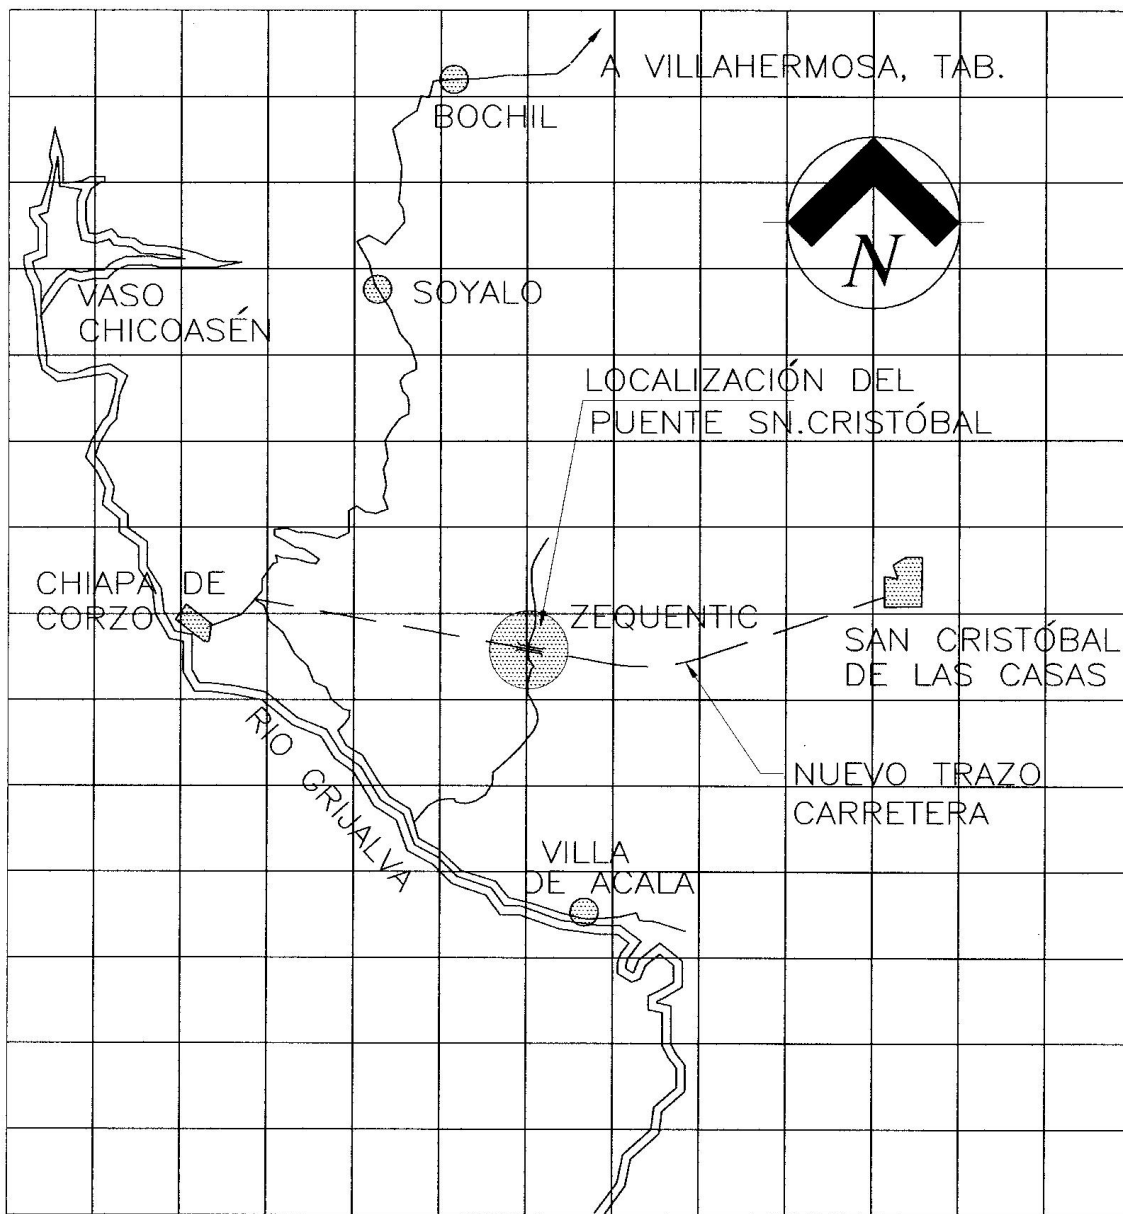 A VILLAHERMOSA, TAB.
BOCHIL
N
SOYALO
VASO
CHICOASÉN
LOCALIZACIÓN DEL
PUENTE SN.CRISTÓBAL
CHIAPA DE
CORZO
ZEQUENTIC
SAN CRISTÓBAL
DE LAS CASAS
RIO GRIJALVA
NUEVO TRAZO
CARRETERA
VILLA
DE ACALA